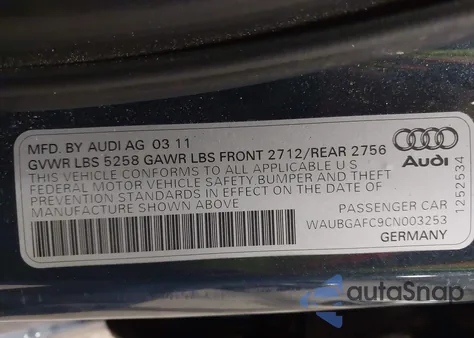 MFD. BY AUDI AG 03 11
GVWR LBS 5258 GAWR LBS FRONT 2712/REAR 2756
THIS VEHICLE CONFORMS TO ALL APPLICABLE U S
FEDERAL MOTOR VEHICLE SAFETY, BUMPER AND THEFT
PREVENTION STANDARDS IN EFFECT ON THE DATE OF
MANUFACTURE SHOWN ABOVE
Audi
1252534
PASSENGER CAR
WAUBGAFC9CN003253
GERMANY
autoSnap